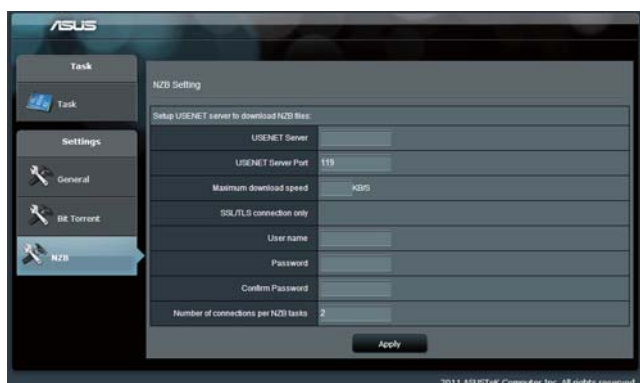 ASUS
Task
Task
Settings
General
Bit Torrent
NZB
NZB Setting
Setup USENET server to download NZB files:
USENET Server
USENET Server Port 119
Maximum download speed KB/S
SSL/TLS connection only
User name
Password
Confirm Password
Number of connections per NZB tasks 2
Apply
2011 ASUSTeK Computer Inc. All rights reserved